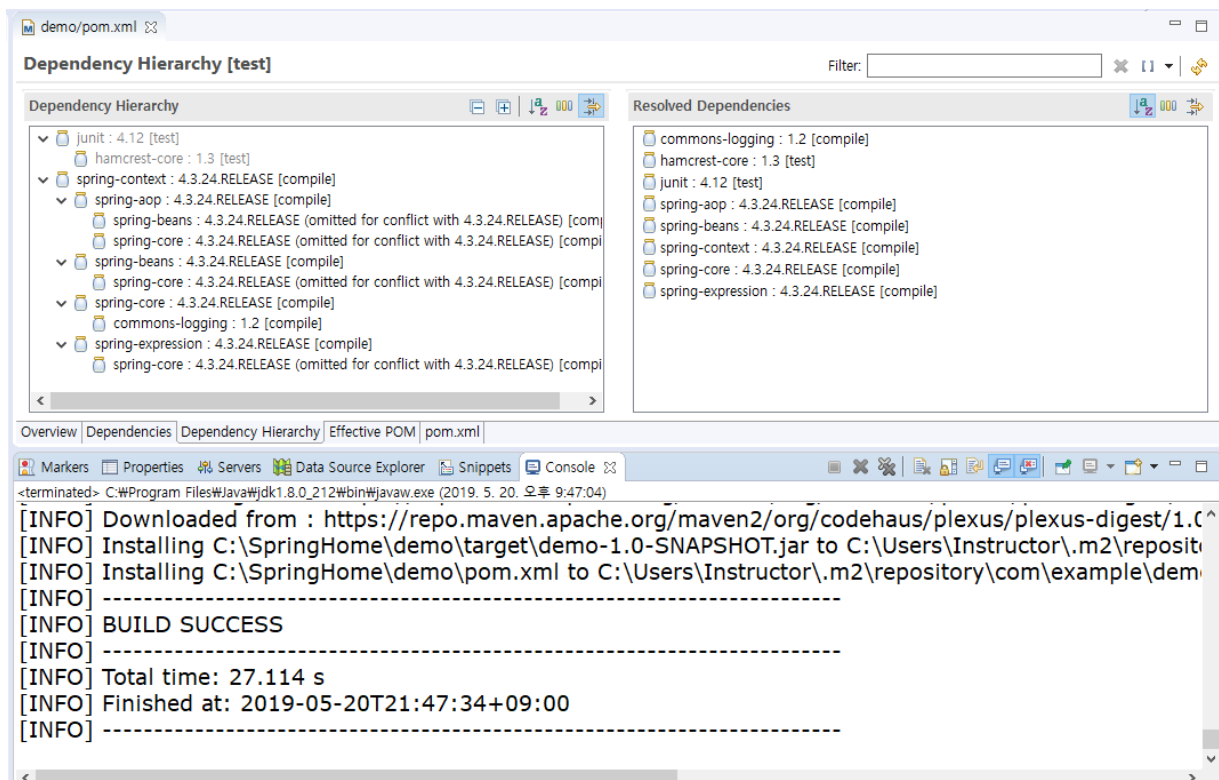 demo/pom.xml
Dependency Hierarchy [test]
Filter:
Dependency Hierarchy
junit : 4.12 [test]
hamcrest-core : 1.3 [test]
spring-context : 4.3.24.RELEASE [compile]
spring-aop : 4.3.24.RELEASE [compile]
spring-beans : 4.3.24.RELEASE (omitted for conflict with 4.3.24.RELEASE) [comp
spring-core : 4.3.24.RELEASE (omitted for conflict with 4.3.24.RELEASE) [compi
spring-beans : 4.3.24.RELEASE [compile]
spring-core : 4.3.24.RELEASE (omitted for conflict with 4.3.24.RELEASE) [compi
spring-core : 4.3.24.RELEASE [compile]
commons-logging : 1.2 [compile]
spring-expression : 4.3.24.RELEASE [compile]
spring-core : 4.3.24.RELEASE (omitted for conflict with 4.3.24.RELEASE) [compi
Resolved Dependencies
commons-logging : 1.2 [compile]
hamcrest-core : 1.3 [test]
junit : 4.12 [test]
spring-aop : 4.3.24.RELEASE [compile]
spring-beans : 4.3.24.RELEASE [compile]
spring-context : 4.3.24.RELEASE [compile]
spring-core : 4.3.24.RELEASE [compile]
spring-expression : 4.3.24.RELEASE [compile]
Overview Dependencies Dependency Hierarchy Effective POM pom.xml
Markers Properties Servers Data Source Explorer Snippets Console
<terminated> C:₩Program Files₩Java₩jdk1.8.0_212₩bin₩javaw.exe (2019. 5. 20. 오후 9:47:04)
[INFO] Downloaded from : https://repo.maven.apache.org/maven2/org/codehaus/plexus/plexus-digest/1.0
[INFO] Installing C:\SpringHome\demo\target\demo-1.0-SNAPSHOT.jar to C:\Users\Instructor\.m2\reposito
[INFO] Installing C:\SpringHome\demo\pom.xml to C:\Users\Instructor\.m2\repository\com\example\dem
[INFO] ------------------------------------------------------------------------
[INFO] BUILD SUCCESS
[INFO] ------------------------------------------------------------------------
[INFO] Total time: 27.114 s
[INFO] Finished at: 2019-05-20T21:47:34+09:00
[INFO] ------------------------------------------------------------------------